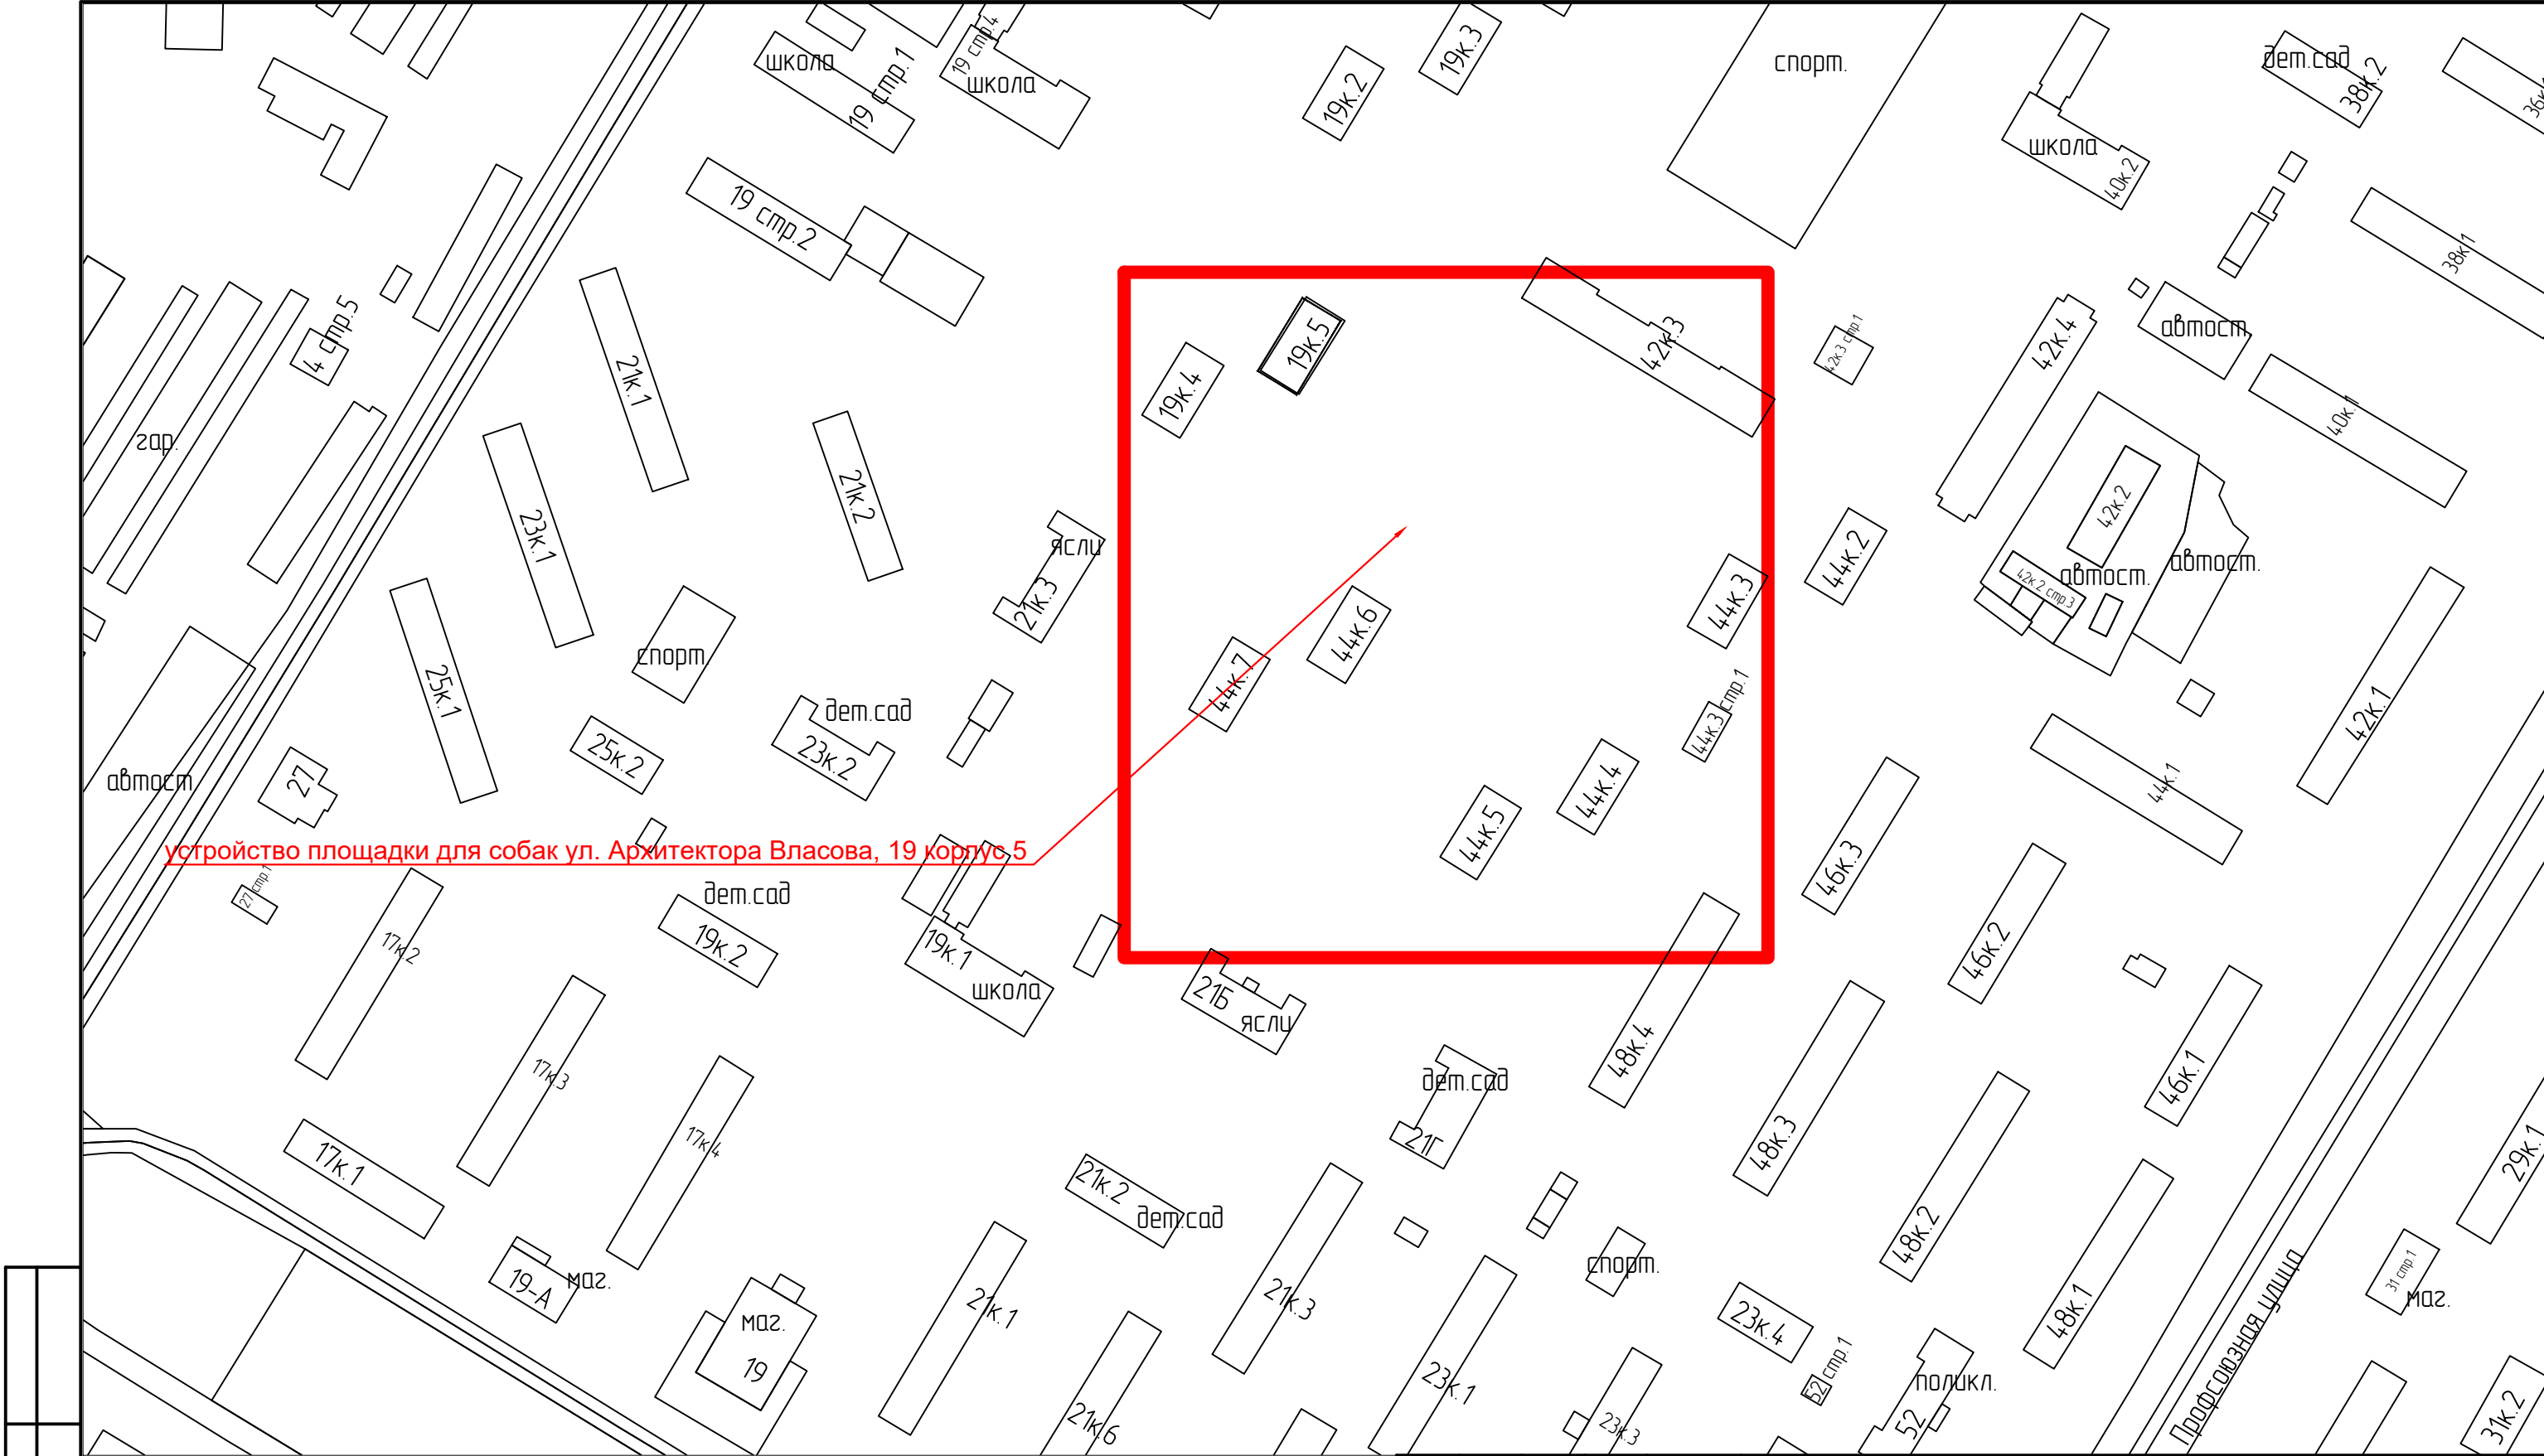 школа
19 стр.1
19 стр.4
школа
19к.2
19к.3
спорт.
школа
40к.2
дет.сад
38к.2
19 стр.2
38к.1
4 стр.5
21к.1
19к.4
19к.5
42к.3
42к.3 стр.1
42к.4
автост.
40к.1
гар.
23к.1
21к.2
ясли
21к.3
44к.2
42к.2
автост.
автост.
42к.2 стр.3
44к.3
44к.6
44к.7
44к.3 стр.1
25к.1
спорт.
дет.сад
25к.2
23к.2
27
автост
42к.1
44к.1
44к.4
44к.5
46к.3
устройство площадки для собак ул. Архитектора Власова, 19 корпус 5
27 стр.1
дет.сад
17к.2
19к.2
19к.1
школа
21Б
ясли
46к.2
48к.4
46к.1
17к.3
17к.4
17к.1
дет.сад
21Г
48к.3
29к.1
21к.2
дет.сад
48к.2
19-А
маг.
маг.
19
21к.1
21к.3
спорт.
23к.4
48к.1
Профсоюзная улица
31 стр.1
маг.
21к.6
23к.1
23к.3
52 стр.1
поликл.
52
31к.2